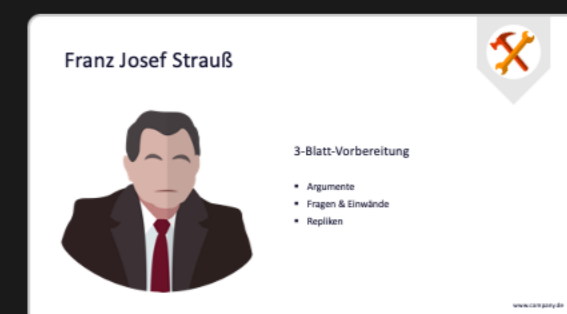 Franz Josef Strauß
3-Blatt-Vorbereitung
▪ Argumente
▪ Fragen & Einwände
▪ Repliken
www.company.de